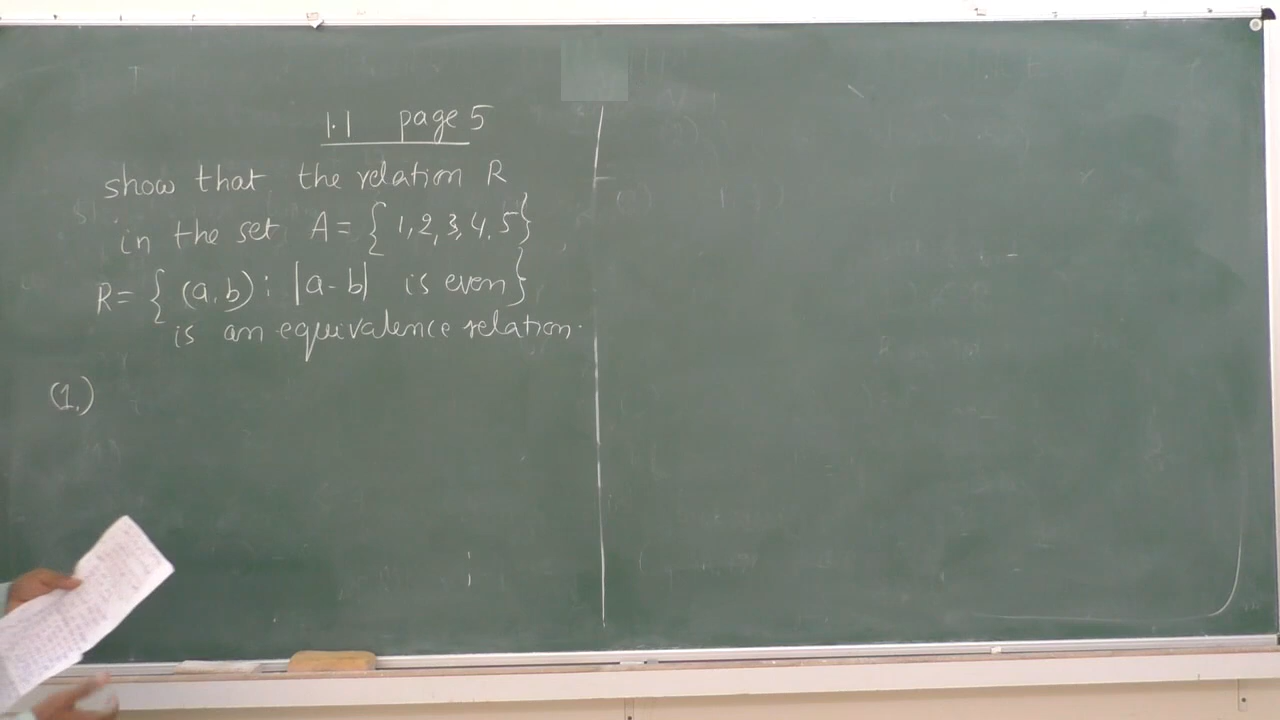 1.1 page 5
show that the relation R
in the set A = { 1, 2, 3, 4, 5 }
R = { (a, b) : |a - b| is even }
is an equivalence relation.
(1.)